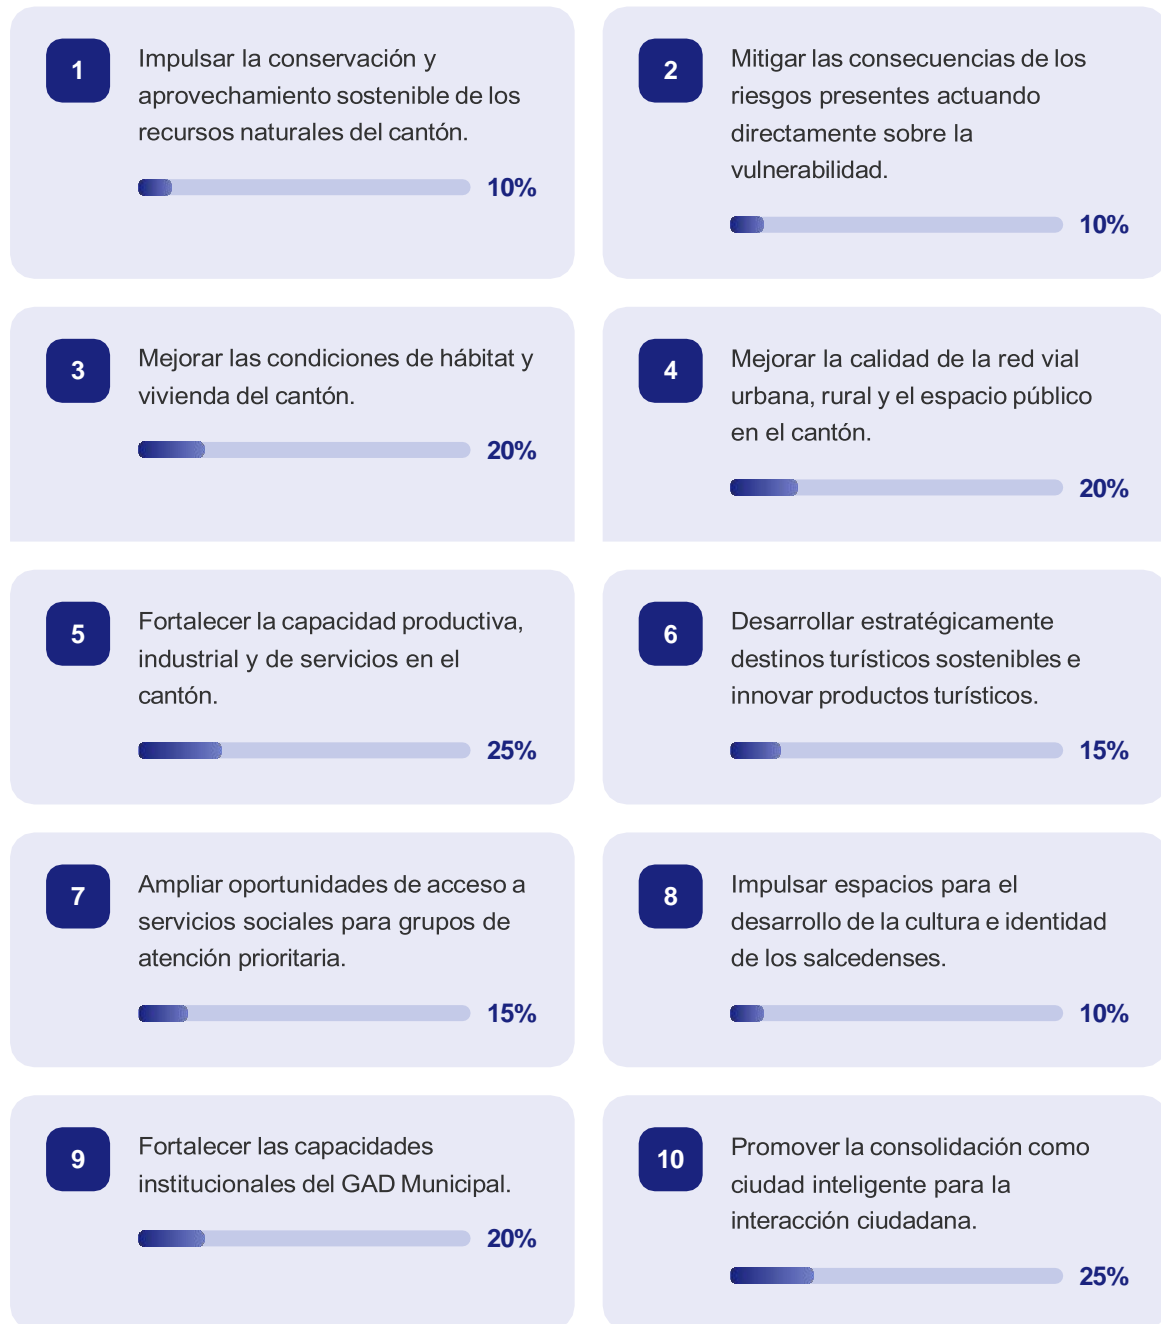 1
Impulsar la conservación y
aprovechamiento sostenible de los
recursos naturales del cantón.
10%
2
Mitigar las consecuencias de los
riesgos presentes actuando
directamente sobre la
vulnerabilidad.
10%
3
Mejorar las condiciones de hábitat y
vivienda del cantón.
20%
4
Mejorar la calidad de la red vial
urbana, rural y el espacio público
en el cantón.
20%
5
Fortalecer la capacidad productiva,
industrial y de servicios en el
cantón.
25%
6
Desarrollar estratégicamente
destinos turísticos sostenibles e
innovar productos turísticos.
15%
7
Ampliar oportunidades de acceso a
servicios sociales para grupos de
atención prioritaria.
15%
8
Impulsar espacios para el
desarrollo de la cultura e identidad
de los salcedenses.
10%
9
Fortalecer las capacidades
institucionales del GAD Municipal.
20%
10
Promover la consolidación como
ciudad inteligente para la
interacción ciudadana.
25%